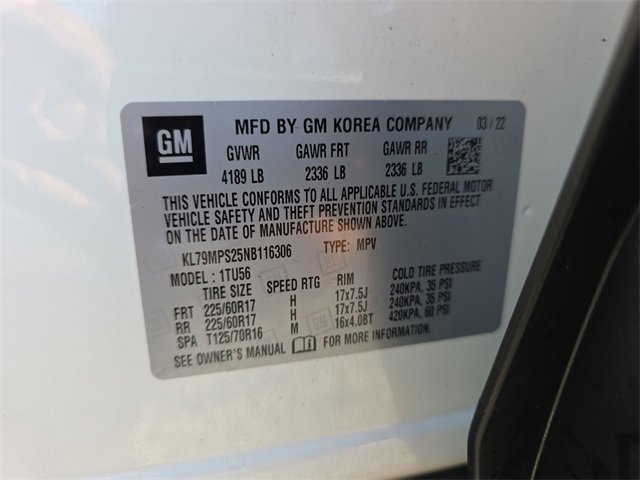 GM MFD BY GM KOREA COMPANY 03/22
GVWR GAWR FRT GAWR RR
4189 LB 2336 LB 2336 LB
THIS VEHICLE CONFORMS TO ALL APPLICABLE U.S. FEDERAL MOTOR
VEHICLE SAFETY AND THEFT PREVENTION STANDARDS IN EFFECT
ON THE DATE OF MANUFACTURE SHOWN ABOVE.
KL79MPS25NB116306 TYPE: MPV
MODEL: 1TU56
TIRE SIZE SPEED RTG RIM COLD TIRE PRESSURE
FRT 225/60R17 H 17x7.5J 240KPA, 35 PSI
RR 225/60R17 H 17x7.5J 240KPA, 35 PSI
SPA T125/70R16 M 16x4.0BT 420KPA, 60 PSI
SEE OWNER'S MANUAL FOR MORE INFORMATION.